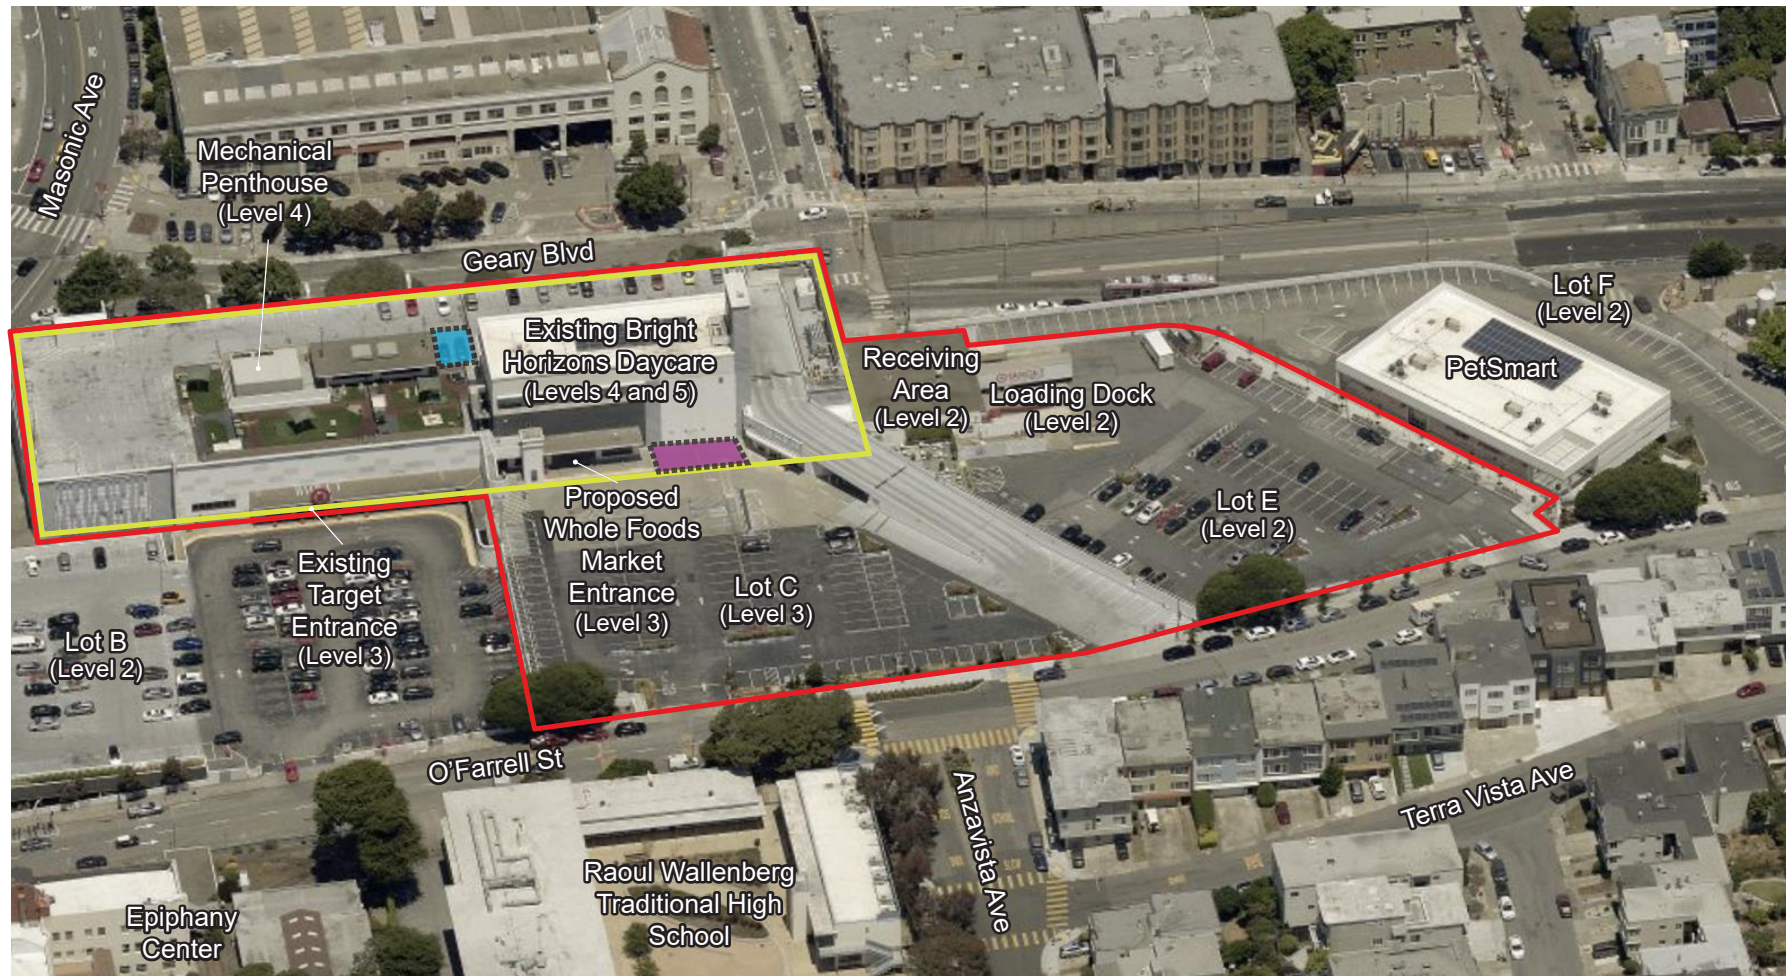 Masonic Ave
Mechanical
Penthouse
(Level 4)
Geary Blvd
Existing Bright
Horizons Daycare
(Levels 4 and 5)
Receiving
Area
(Level 2)
Loading Dock
(Level 2)
Lot F
(Level 2)
PetSmart
Lot E
(Level 2)
Proposed
Whole Foods
Market
Entrance
(Level 3)
Lot C
(Level 3)
Existing
Target
Entrance
(Level 3)
Lot B
(Level 2)
O'Farrell St
Anzavista Ave
Terra Vista Ave
Raoul Wallenberg
Traditional High
School
Epiphany
Center